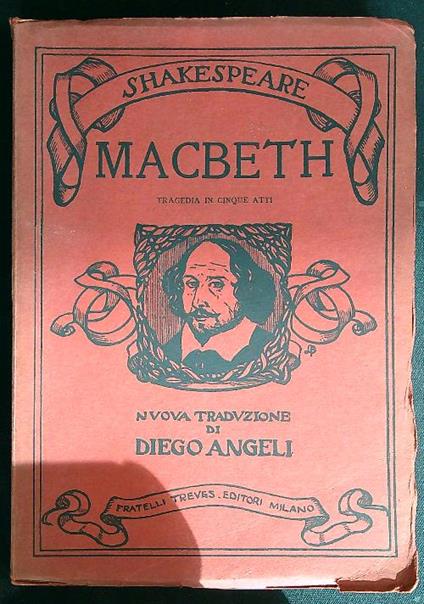 SHAKESPEARE
MACBETH
TRAGEDIA IN CINQUE ATTI
NVOVA TRADVZIONE
DI
DIEGO ANGELI
FRATELLI TREVES. EDITORI MILANO